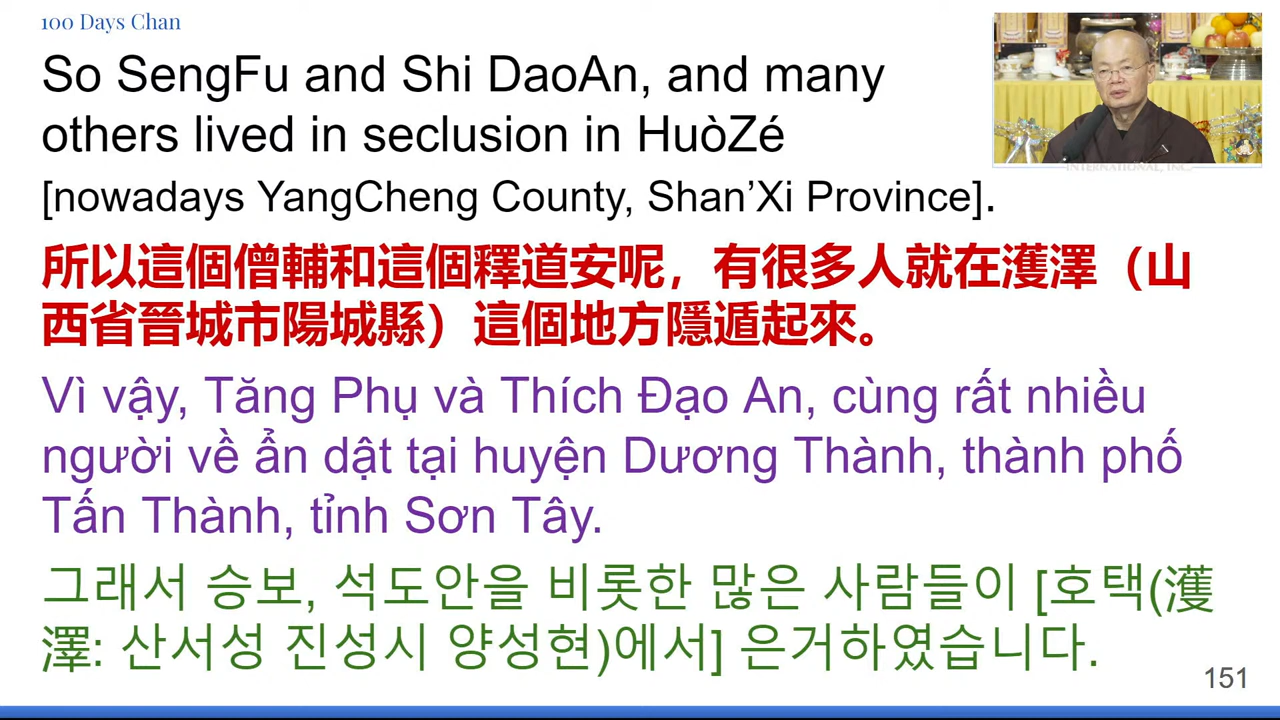 100 Days Chan
So SengFu and Shi DaoAn, and many
others lived in seclusion in HuòZé
[nowadays YangCheng County, Shan’Xi Province].
所以這個僧輔和這個釋道安呢，有很多人就在濩澤（山
西省晉城市陽城縣）這個地方隱遁起來。
Vì vậy, Tăng Phụ và Thích Đạo An, cùng rất nhiều
người về ẩn dật tại huyện Dương Thành, thành phố
Tấn Thành, tỉnh Sơn Tây.
그래서 승보, 석도안을 비롯한 많은 사람들이 [호택(濩
澤: 산서성 진성시 양성현)에서] 은거하였습니다.
INTERNATIONAL, INC.
151